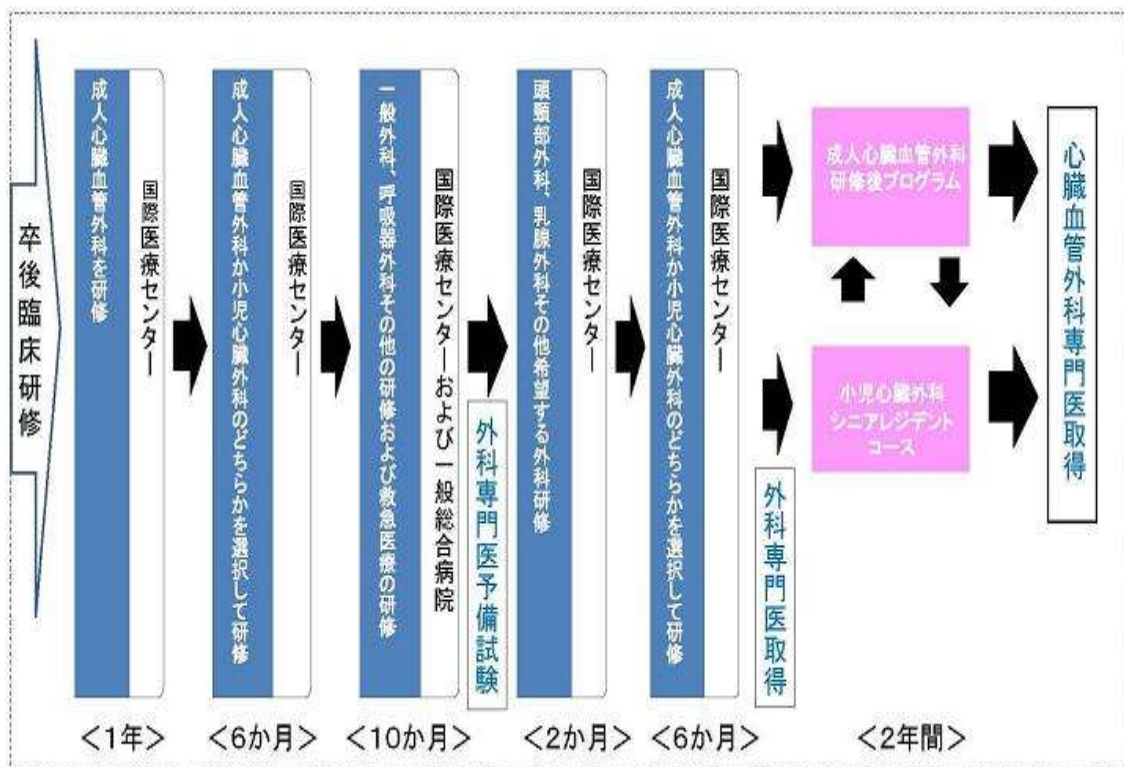 卒後臨床研修
成人心臓血管外科を研修
国際医療センター
成人心臓血管外科か小児心臓外科のどちらかを選択して研修
国際医療センター
一般外科、呼吸器外科その他の研修および救急医療の研修
国際医療センターおよび一般総合病院
外科専門医予備試験
頭頸部外科、乳腺外科その他希望する外科研修
国際医療センター
成人心臓血管外科か小児心臓外科のどちらかを選択して研修
国際医療センター
外科専門医取得
成人心臓血管外科
研修後プログラム
小児心臓外科
シニアレジデント
コース
心臓血管外科専門医取得
<1年>
<6か月>
<10か月>
<2か月>
<6か月>
<2年間>